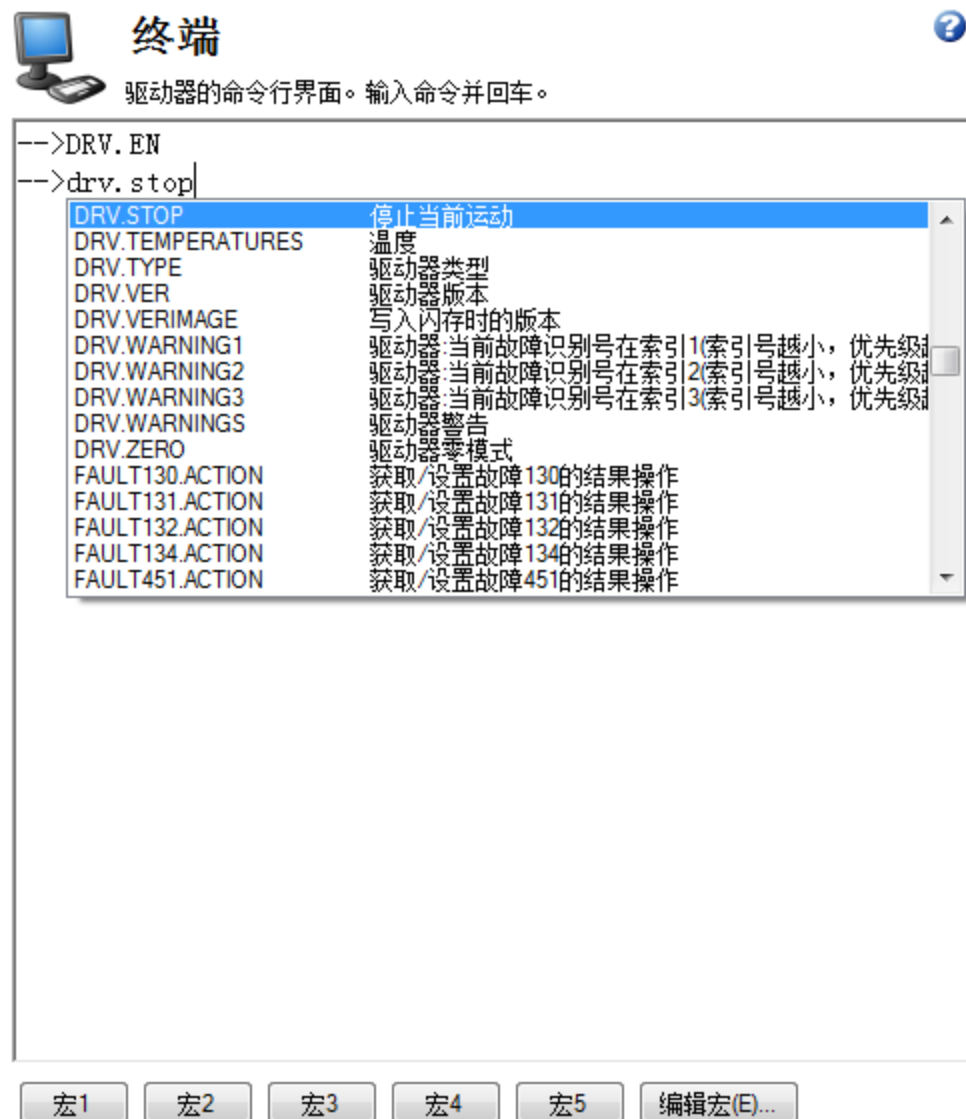 终端
驱动器的命令行界面。输入命令并回车。
-->DRV.EN
-->drv.stop
DRV.STOP 停止当前运动
DRV.TEMPERATURES 温度
DRV.TYPE 驱动器类型
DRV.VER 驱动器版本
DRV.VERIMAGE 写入闪存时的版本
DRV.WARNING1 驱动器:当前故障识别号在索引1(索引号越小，优先级
DRV.WARNING2 驱动器:当前故障识别号在索引2(索引号越小，优先级
DRV.WARNING3 驱动器:当前故障识别号在索引3(索引号越小，优先级
DRV.WARNINGS 驱动器警告
DRV.ZERO 驱动器零模式
FAULT130.ACTION 获取/设置故障130的结果操作
FAULT131.ACTION 获取/设置故障131的结果操作
FAULT132.ACTION 获取/设置故障132的结果操作
FAULT134.ACTION 获取/设置故障134的结果操作
FAULT451.ACTION 获取/设置故障451的结果操作
宏1 宏2 宏3 宏4 宏5 编辑宏(E)...